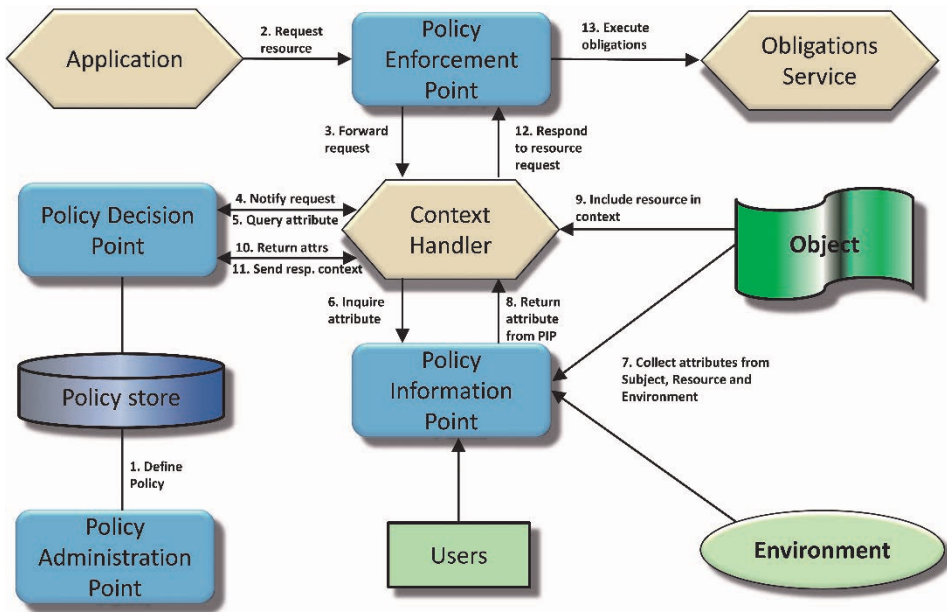 Application
2. Request
resource
Policy
Enforcement
Point
13. Execute
obligations
Obligations
Service
3. Forward
request
12. Respond
to resource
request
Policy Decision
Point
4. Notify request
5. Query attribute
10. Return attrs
11. Send resp. context
Context
Handler
9. Include resource in
context
Object
6. Inquire
attribute
8. Return
attribute
from PIP
Policy store
Policy
Information
Point
7. Collect attributes from
Subject, Resource and
Environment
1. Define
Policy
Policy
Administration
Point
Users
Environment